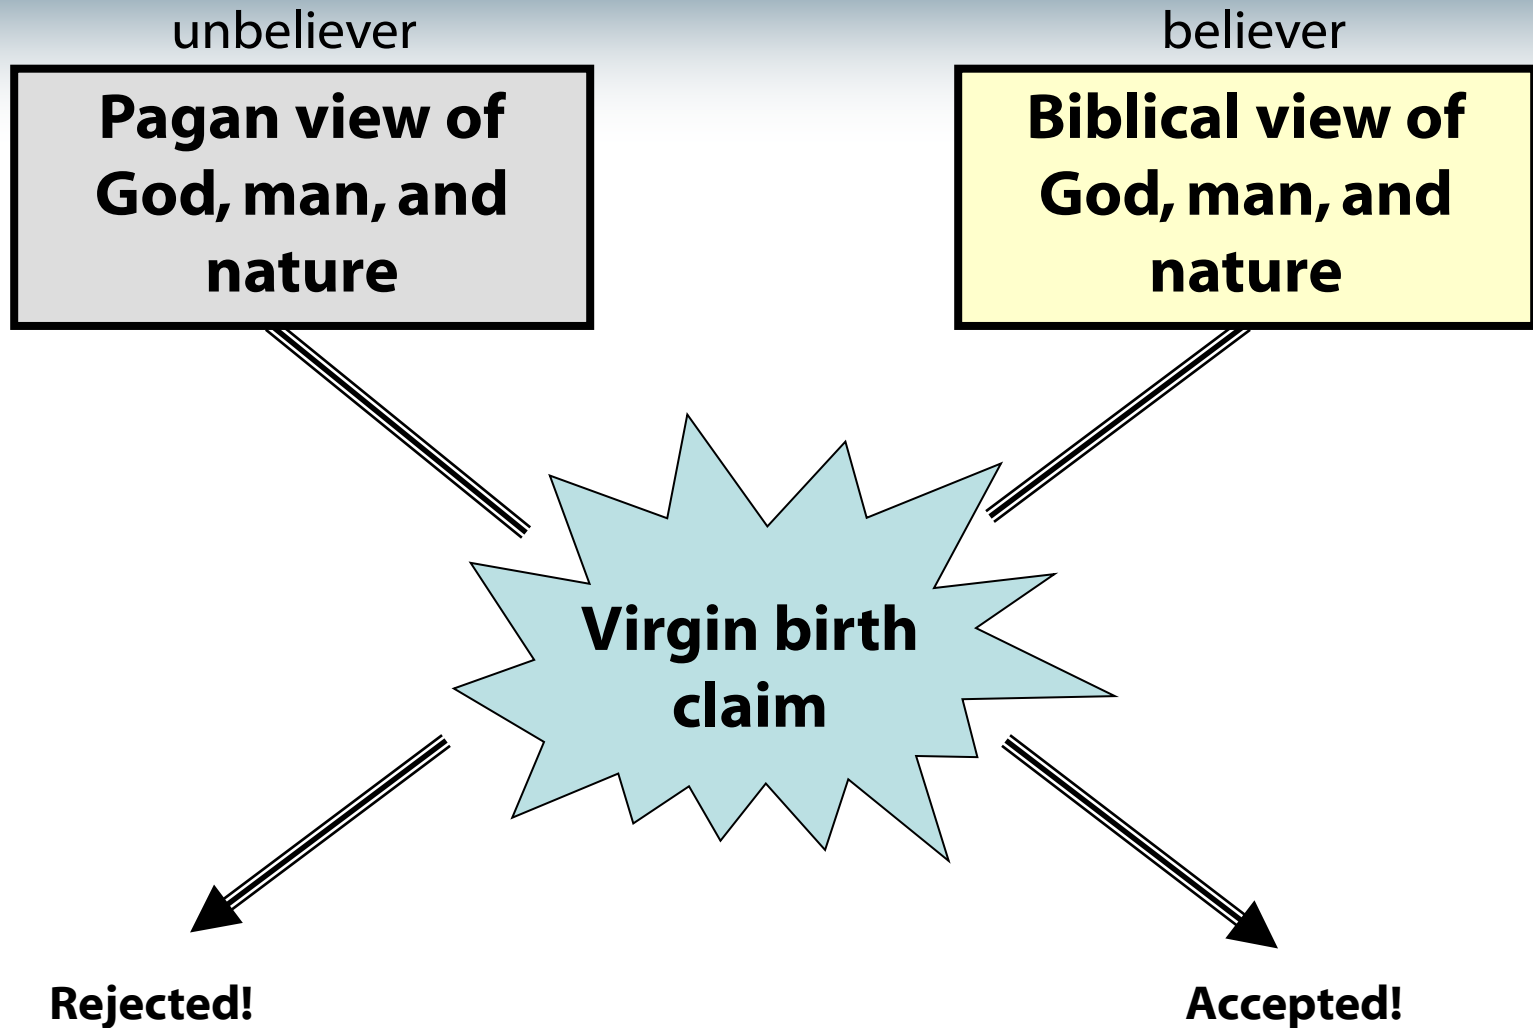 unbeliever
Pagan view of
God, man, and
nature
believer
Biblical view of
God, man, and
nature
Virgin birth
claim
Rejected!
Accepted!